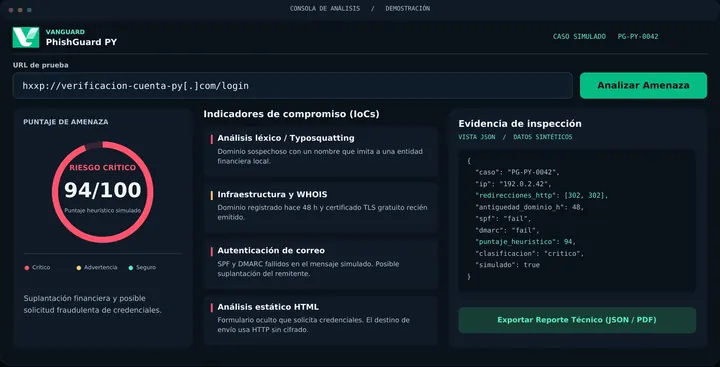 CONSOLA DE ANÁLISIS / DEMOSTRACIÓN
VANGUARD
PhishGuard PY
CASO SIMULADO PG-PY-0042
URL de prueba
hxxp://verificacion-cuenta-py[.]com/login
Analizar Amenaza
PUNTAJE DE AMENAZA
RIESGO CRÍTICO
94/100
Puntaje heurístico simulado
Crítico
Advertencia
Seguro
Suplantación financiera y posible
solicitud fraudulenta de credenciales.
Indicadores de compromiso (IoCs)
Análisis léxico / Typosquatting
Dominio sospechoso con un nombre que imita a una entidad
financiera local.
Infraestructura y WHOIS
Dominio registrado hace 48 h y certificado TLS gratuito recién
emitido.
Autenticación de correo
SPF y DMARC fallidos en el mensaje simulado. Posible
suplantación del remitente.
Análisis estático HTML
Formulario oculto que solicita credenciales. El destino de
envío usa HTTP sin cifrado.
Evidencia de inspección
VISTA JSON / DATOS SINTÉTICOS
{
"caso": "PG-PY-0042",
"ip": "192.0.2.42",
"redirecciones_http": [302, 302],
"antiguedad_dominio_h": 48,
"spf": "fail",
"dmarc": "fail",
"puntaje_heuristico": 94,
"clasificacion": "critico",
"simulado": true
}
Exportar Reporte Técnico (JSON / PDF)